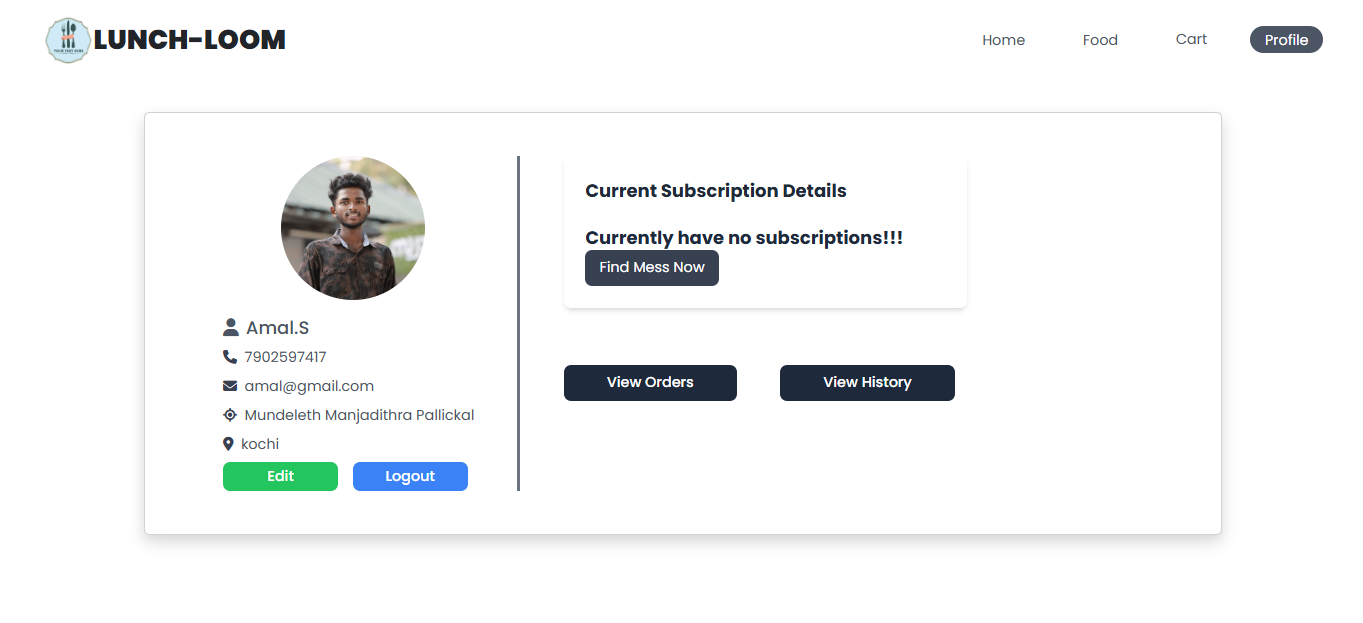 LUNCH-LOOM
Home
Food
Cart
Profile
Amal.S
7902597417
amal@gmail.com
Mundeleth Manjadithra Pallickal
kochi
Edit
Logout
Current Subscription Details
Currently have no subscriptions!!!
Find Mess Now
View Orders
View History